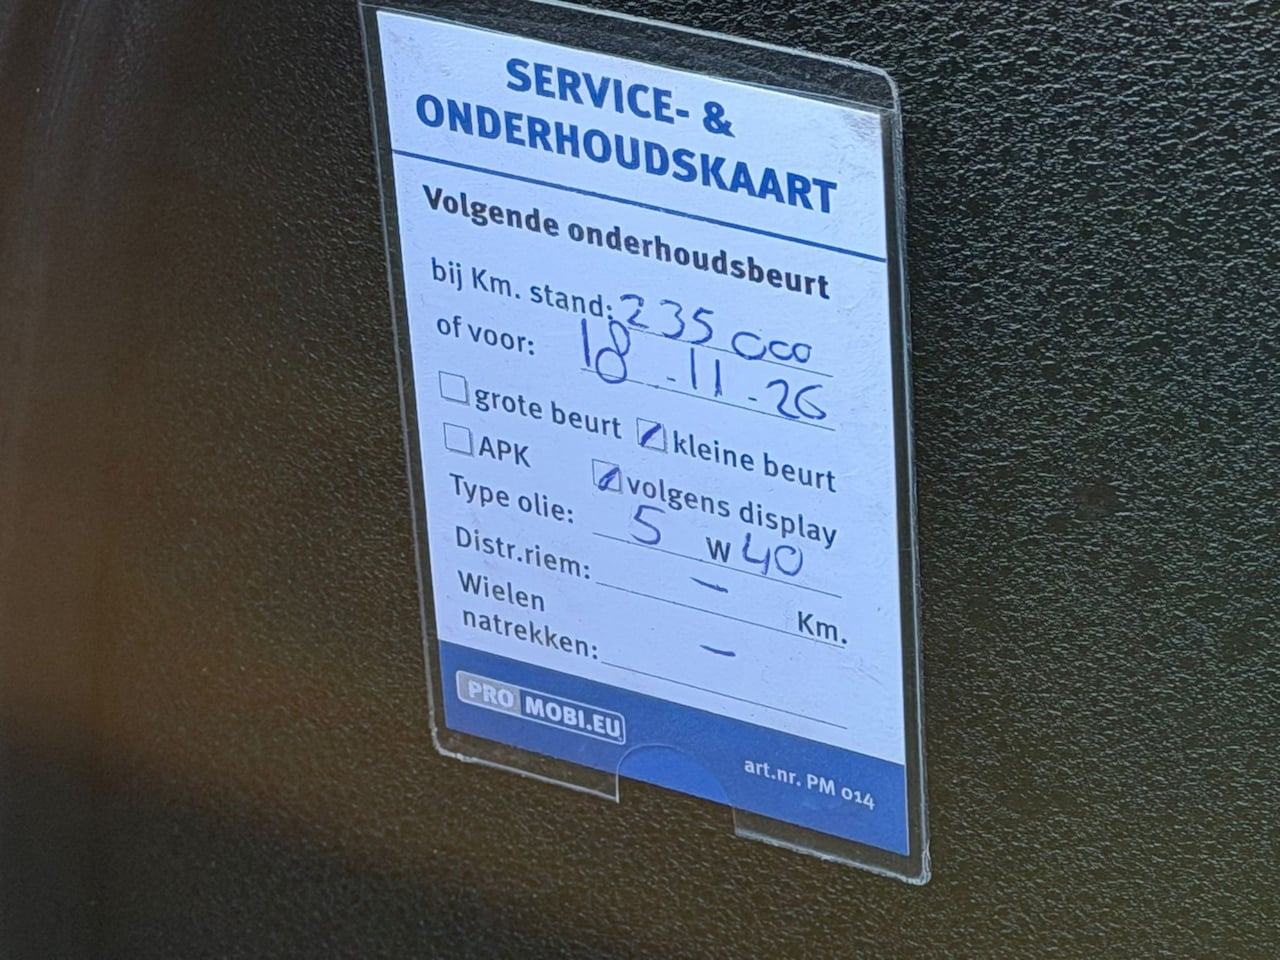 SERVICE- &
ONDERHOUDSKAART
Volgende onderhoudsbeurt
bij Km. stand: 235 000
of voor: 18 - 11 - 26
grote beurt kleine beurt
APK volgens display
Type olie: 5 W 40
Distr.riem: - Km.
Wielen
natrekken: -
PRO MOBI.EU
art.nr. PM 014